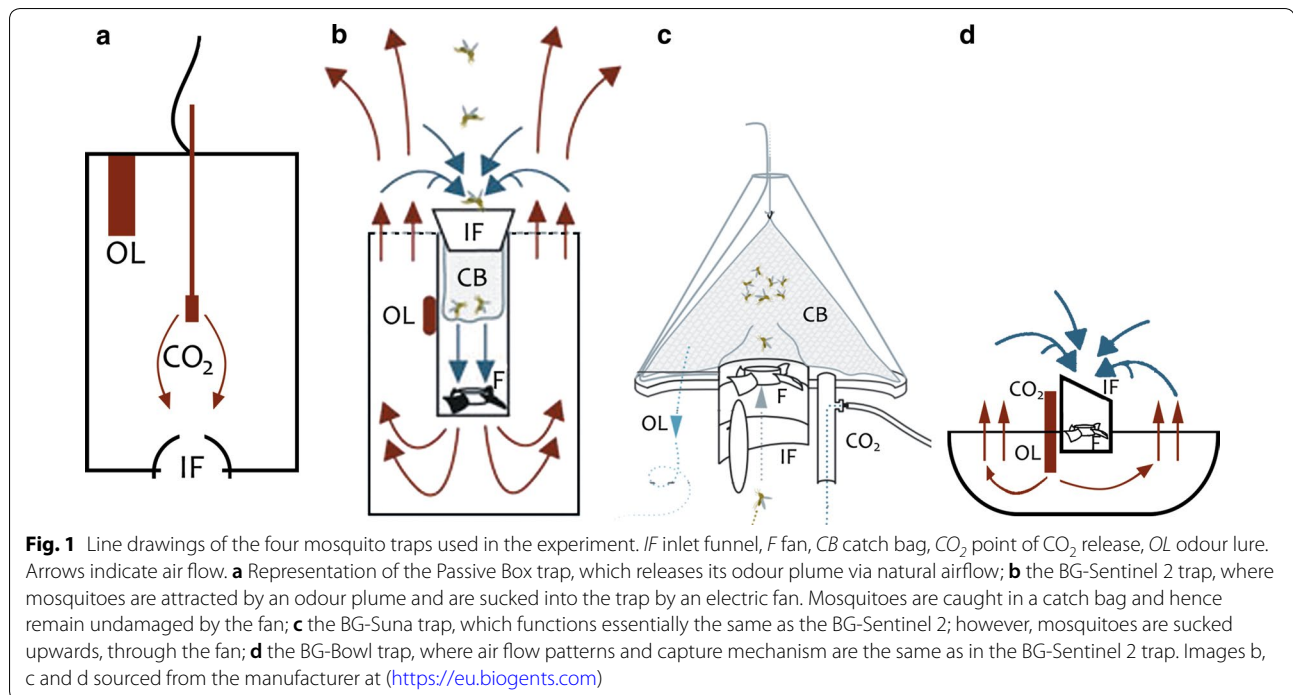 a
b
c
d
OL
CO₂
IF
IF
CB
OL
F
CB
F
OL
IF
CO₂
IF
CO₂
F
OL
Fig. 1 Line drawings of the four mosquito traps used in the experiment. IF inlet funnel, F fan, CB catch bag, CO₂ point of CO₂ release, OL odour lure.
Arrows indicate air flow. a Representation of the Passive Box trap, which releases its odour plume via natural airflow; b the BG-Sentinel 2 trap, where
mosquitoes are attracted by an odour plume and are sucked into the trap by an electric fan. Mosquitoes are caught in a catch bag and hence
remain undamaged by the fan; c the BG-Suna trap, which functions essentially the same as the BG-Sentinel 2; however, mosquitoes are sucked
upwards, through the fan; d the BG-Bowl trap, where air flow patterns and capture mechanism are the same as in the BG-Sentinel 2 trap. Images b,
c and d sourced from the manufacturer at (https://eu.biogents.com)